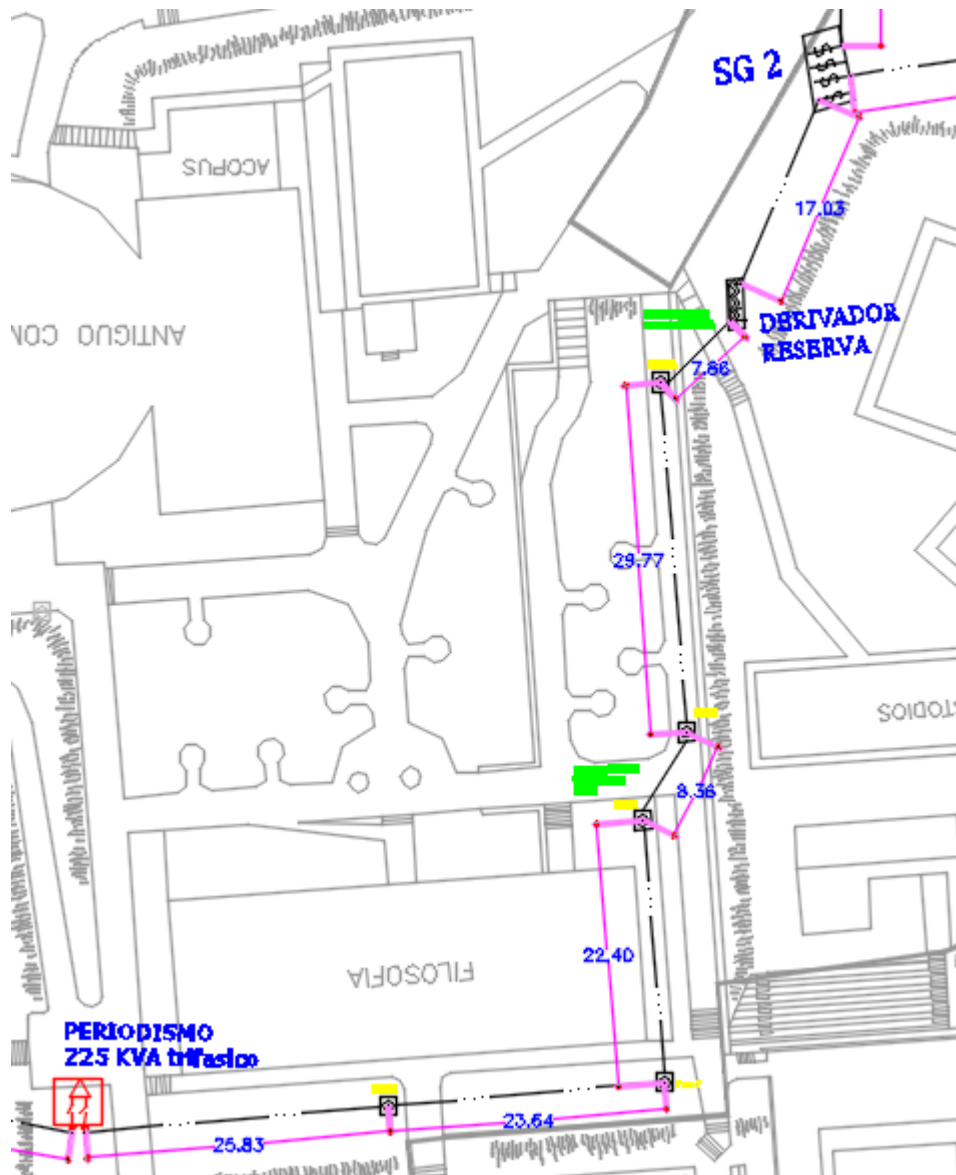 SG 2
ACOPUS
17.03
ANTIGUO CON
DERIVADOR
RESERVA
7.86
29.77
STODIOS
8.36
22.40
FILOSOFIA
PERIODISMO
225 KVA trifasico
23.64
25.83